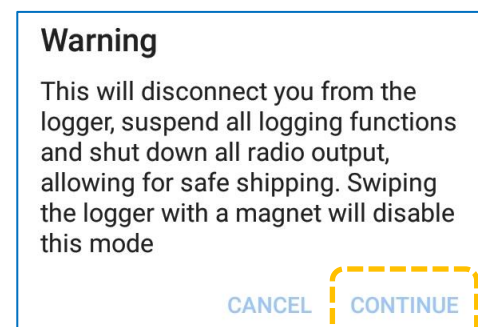 Warning
This will disconnect you from the
logger, suspend all logging functions
and shut down all radio output,
allowing for safe shipping. Swiping
the logger with a magnet will disable
this mode
CANCEL CONTINUE